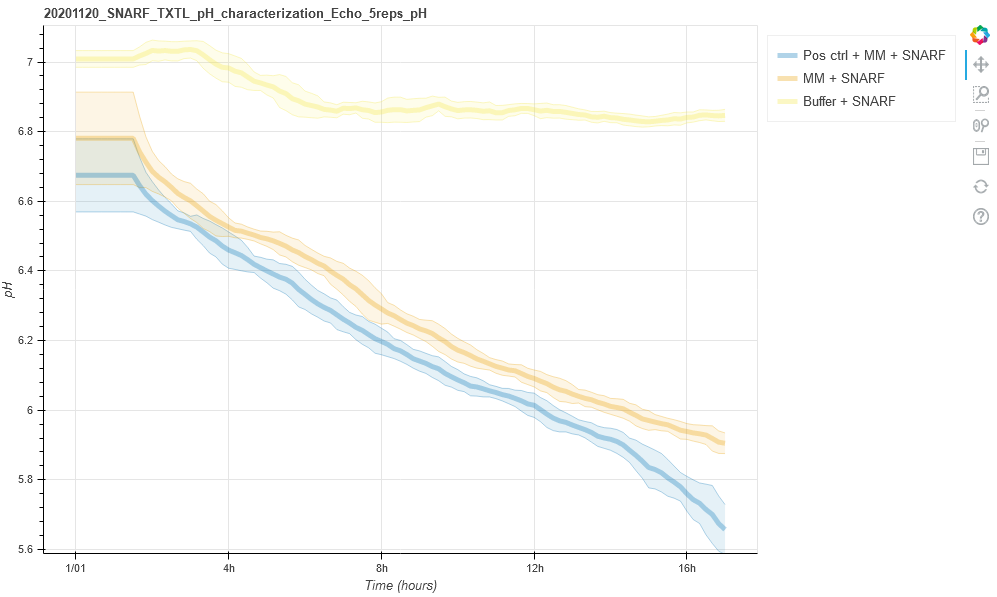 20201120_SNARF_TXTL_pH_characterization_Echo_5reps_pH
Pos ctrl + MM + SNARF
MM + SNARF
Buffer + SNARF
pH
7
6.8
6.6
6.4
6.2
6
5.8
5.6
1/01
4h
8h
12h
16h
Time (hours)